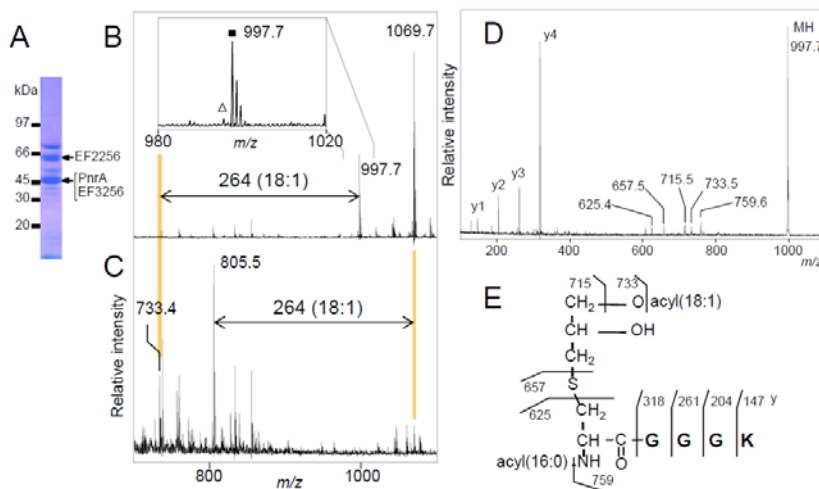 A
kDa
97
66
45
30
20
EF2256
PnrA
EF3256
B
■ 997.7
1069.7
△
980 m/z 1020
997.7
264 (18:1)
C
805.5
733.4
264 (18:1)
Relative intensity
800 1000
m/z
D
MH
997.7
y4
y3
y2
y1
715.5
657.5
733.5
625.4
759.6
Relative intensity
200 400 600 800 1000
m/z
E
715 733
CH₂ O acyl(18:1)
CH OH
CH₂
657 S
625 CH₂
318 261 204 147 y
CH C G G G K
acyl(16:0) NH O
759